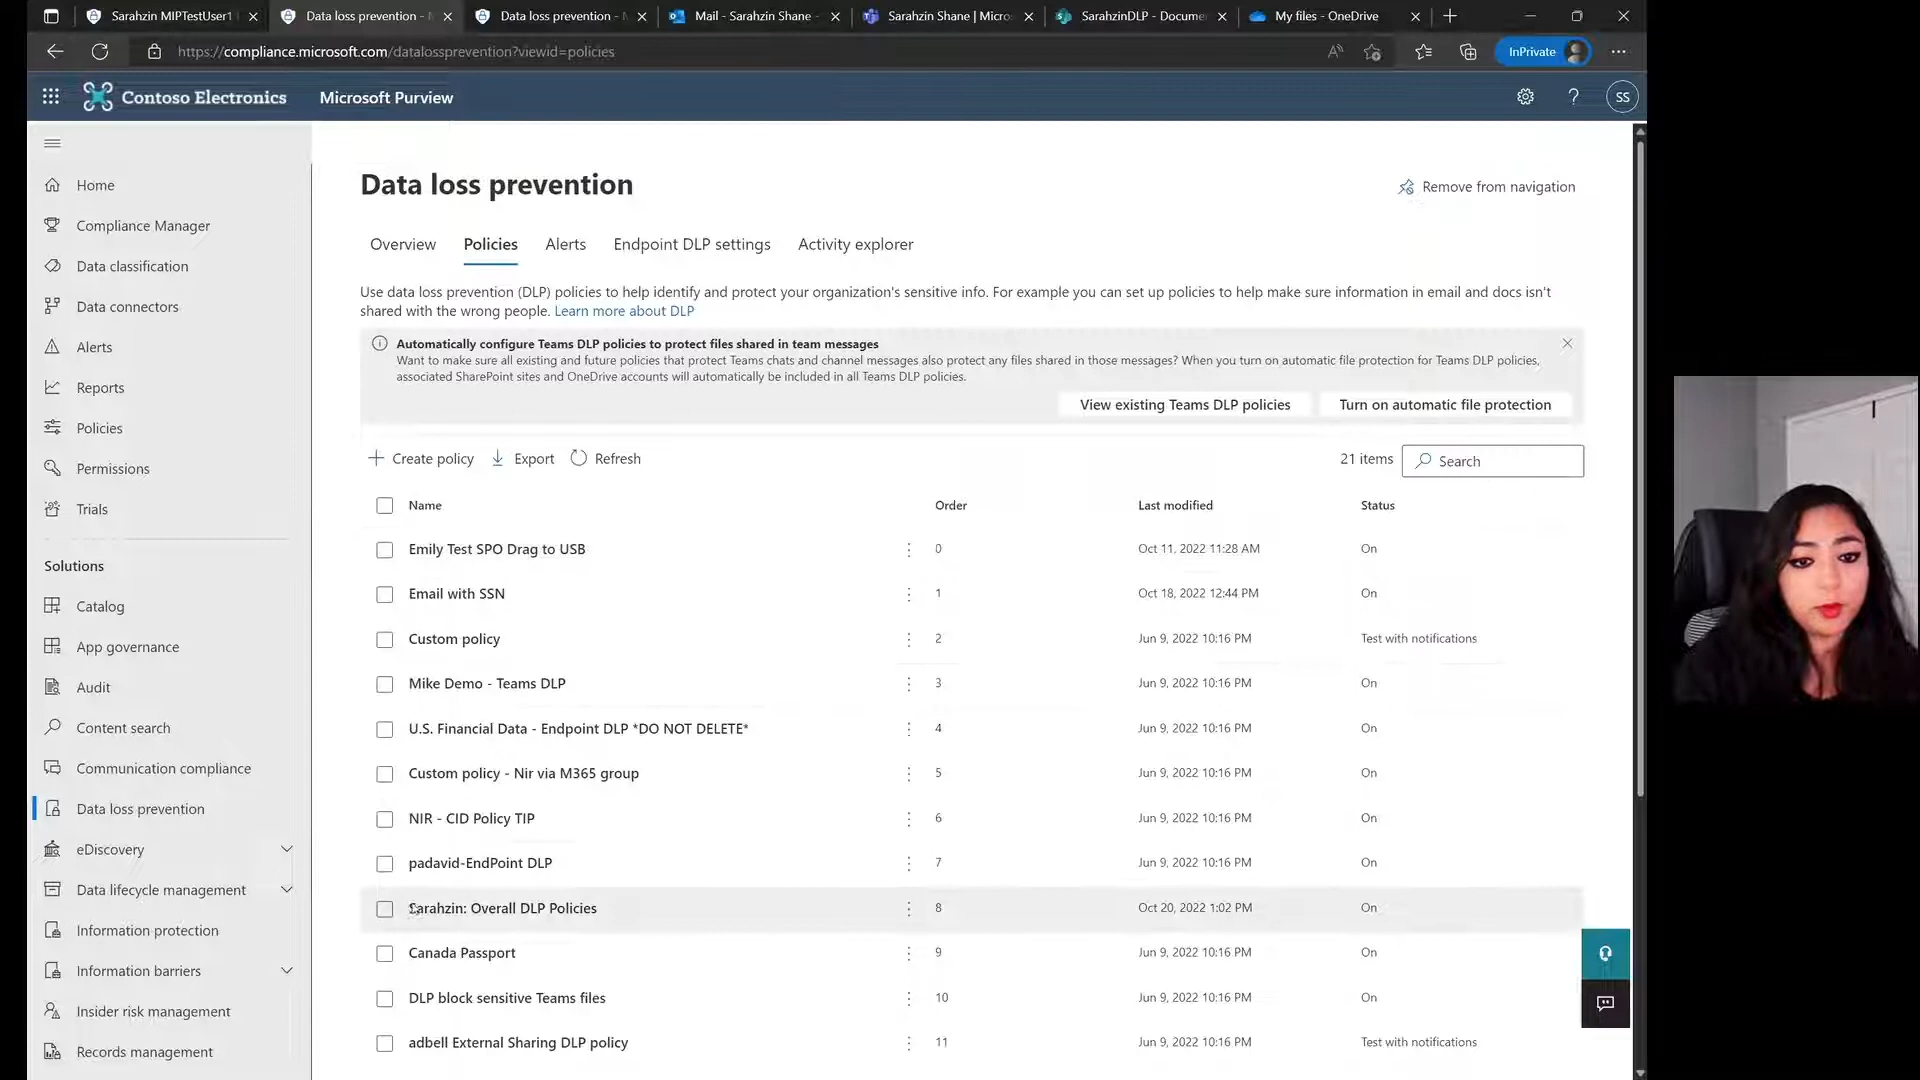 Sarahzin MIPTestUser1
Data loss prevention - M
Data loss prevention - M
Mail - Sarahzin Shane -
Sarahzin Shane | Micros
SarahzinDLP - Documen
My files - OneDrive
https://compliance.microsoft.com/datalossprevention?viewid=policies
InPrivate
Contoso Electronics
Microsoft Purview
?
SS
Home
Compliance Manager
Data classification
Data connectors
Alerts
Reports
Policies
Permissions
Trials
Solutions
Catalog
App governance
Audit
Content search
Communication compliance
Data loss prevention
eDiscovery
Data lifecycle management
Information protection
Information barriers
Insider risk management
Records management
Data loss prevention
Remove from navigation
Overview Policies Alerts Endpoint DLP settings Activity explorer
Use data loss prevention (DLP) policies to help identify and protect your organization's sensitive info. For example you can set up policies to help make sure information in email and docs isn't
shared with the wrong people. Learn more about DLP
Automatically configure Teams DLP policies to protect files shared in team messages
Want to make sure all existing and future policies that protect Teams chats and channel messages also protect any files shared in those messages? When you turn on automatic file protection for Teams DLP policies,
associated SharePoint sites and OneDrive accounts will automatically be included in all Teams DLP policies.
View existing Teams DLP policies Turn on automatic file protection
Create policy Export Refresh 21 items Search
Name Order Last modified Status
Emily Test SPO Drag to USB 0 Oct 11, 2022 11:28 AM On
Email with SSN 1 Oct 18, 2022 12:44 PM On
Custom policy 2 Jun 9, 2022 10:16 PM Test with notifications
Mike Demo - Teams DLP 3 Jun 9, 2022 10:16 PM On
U.S. Financial Data - Endpoint DLP *DO NOT DELETE* 4 Jun 9, 2022 10:16 PM On
Custom policy - Nir via M365 group 5 Jun 9, 2022 10:16 PM On
NIR - CID Policy TIP 6 Jun 9, 2022 10:16 PM On
padavid-EndPoint DLP 7 Jun 9, 2022 10:16 PM On
Sarahzin: Overall DLP Policies 8 Oct 20, 2022 1:02 PM On
Canada Passport 9 Jun 9, 2022 10:16 PM On
DLP block sensitive Teams files 10 Jun 9, 2022 10:16 PM On
adbell External Sharing DLP policy 11 Jun 9, 2022 10:16 PM Test with notifications